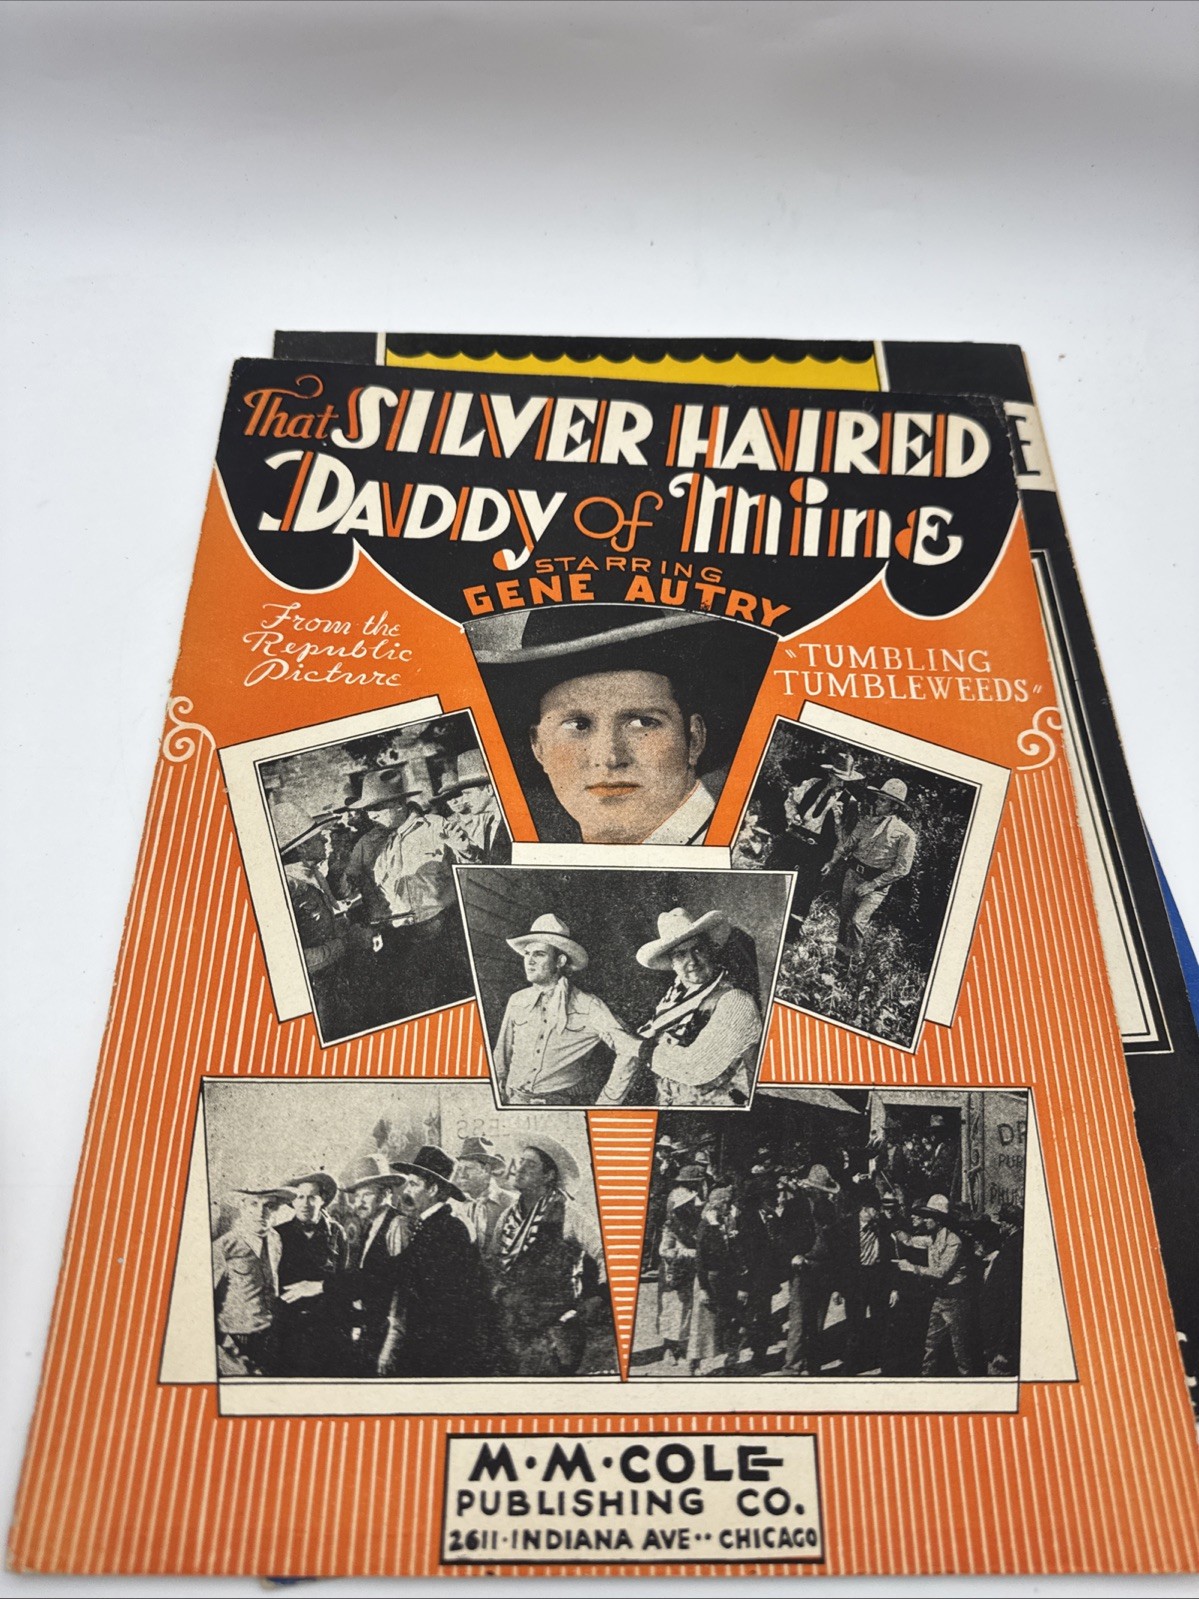 That SILVER HAIRED
DADDY of mine
STARRING
GENE AUTRY
From the
Republic
Picture
"TUMBLING
TUMBLEWEEDS"
M·M·COLE
PUBLISHING CO.
2611·INDIANA AVE·· CHICAGO